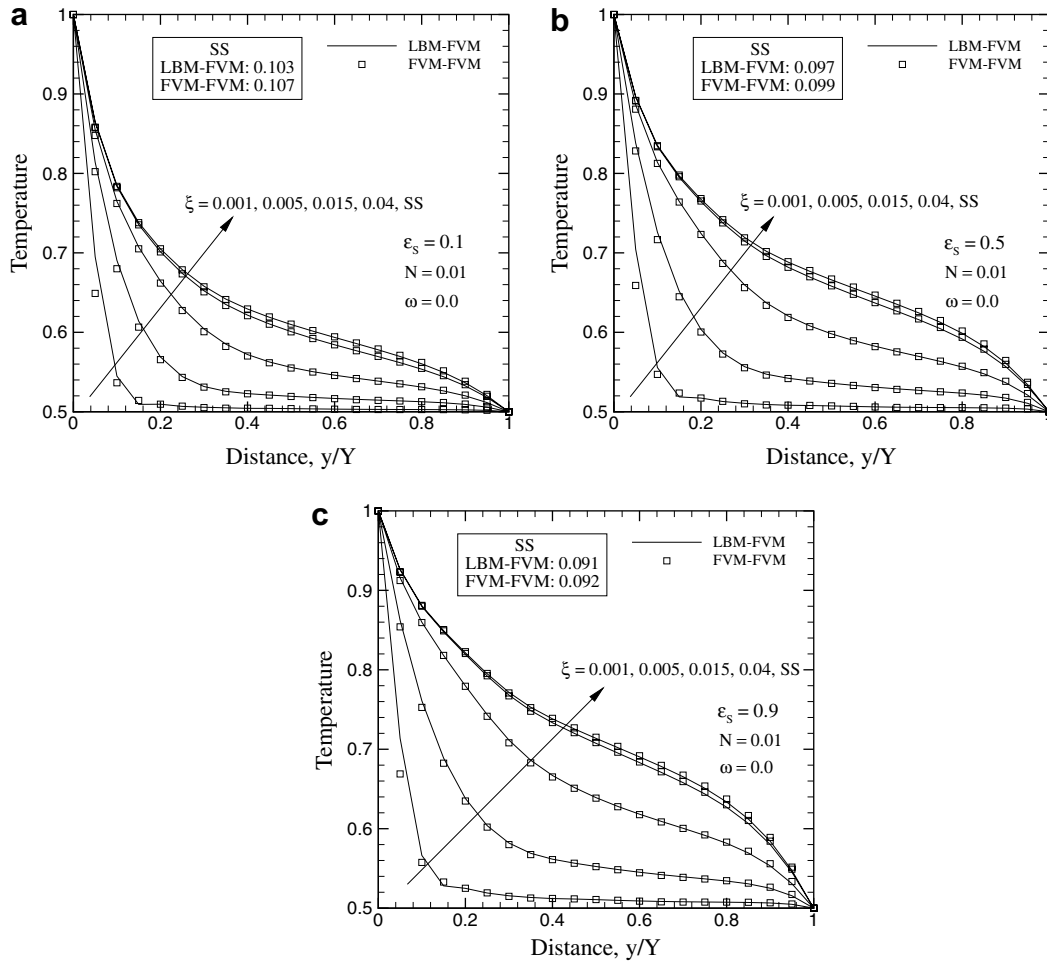 a
SS
LBM-FVM: 0.103
FVM-FVM: 0.107
LBM-FVM
FVM-FVM
ξ = 0.001, 0.005, 0.015, 0.04, SS
εs = 0.1
N = 0.01
ω = 0.0
Temperature
1
0.9
0.8
0.7
0.6
0.5
0
0.2
0.4
0.6
0.8
1
Distance, y/Y
b
SS
LBM-FVM: 0.097
FVM-FVM: 0.099
LBM-FVM
FVM-FVM
ξ = 0.001, 0.005, 0.015, 0.04, SS
εs = 0.5
N = 0.01
ω = 0.0
Temperature
1
0.9
0.8
0.7
0.6
0.5
0
0.2
0.4
0.6
0.8
1
Distance, y/Y
c
SS
LBM-FVM: 0.091
FVM-FVM: 0.092
LBM-FVM
FVM-FVM
ξ = 0.001, 0.005, 0.015, 0.04, SS
εs = 0.9
N = 0.01
ω = 0.0
Temperature
1
0.9
0.8
0.7
0.6
0.5
0
0.2
0.4
0.6
0.8
1
Distance, y/Y